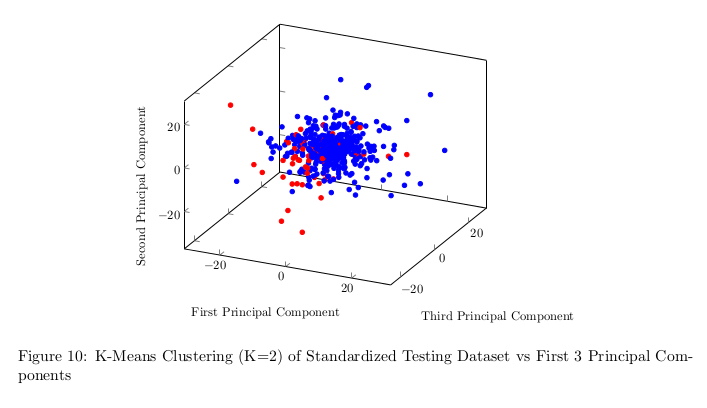 20
0
−20
Second Principal Component
−20
0
20
First Principal Component
20
0
−20
Third Principal Component
Figure 10: K-Means Clustering (K=2) of Standardized Testing Dataset vs First 3 Principal Com-
ponents